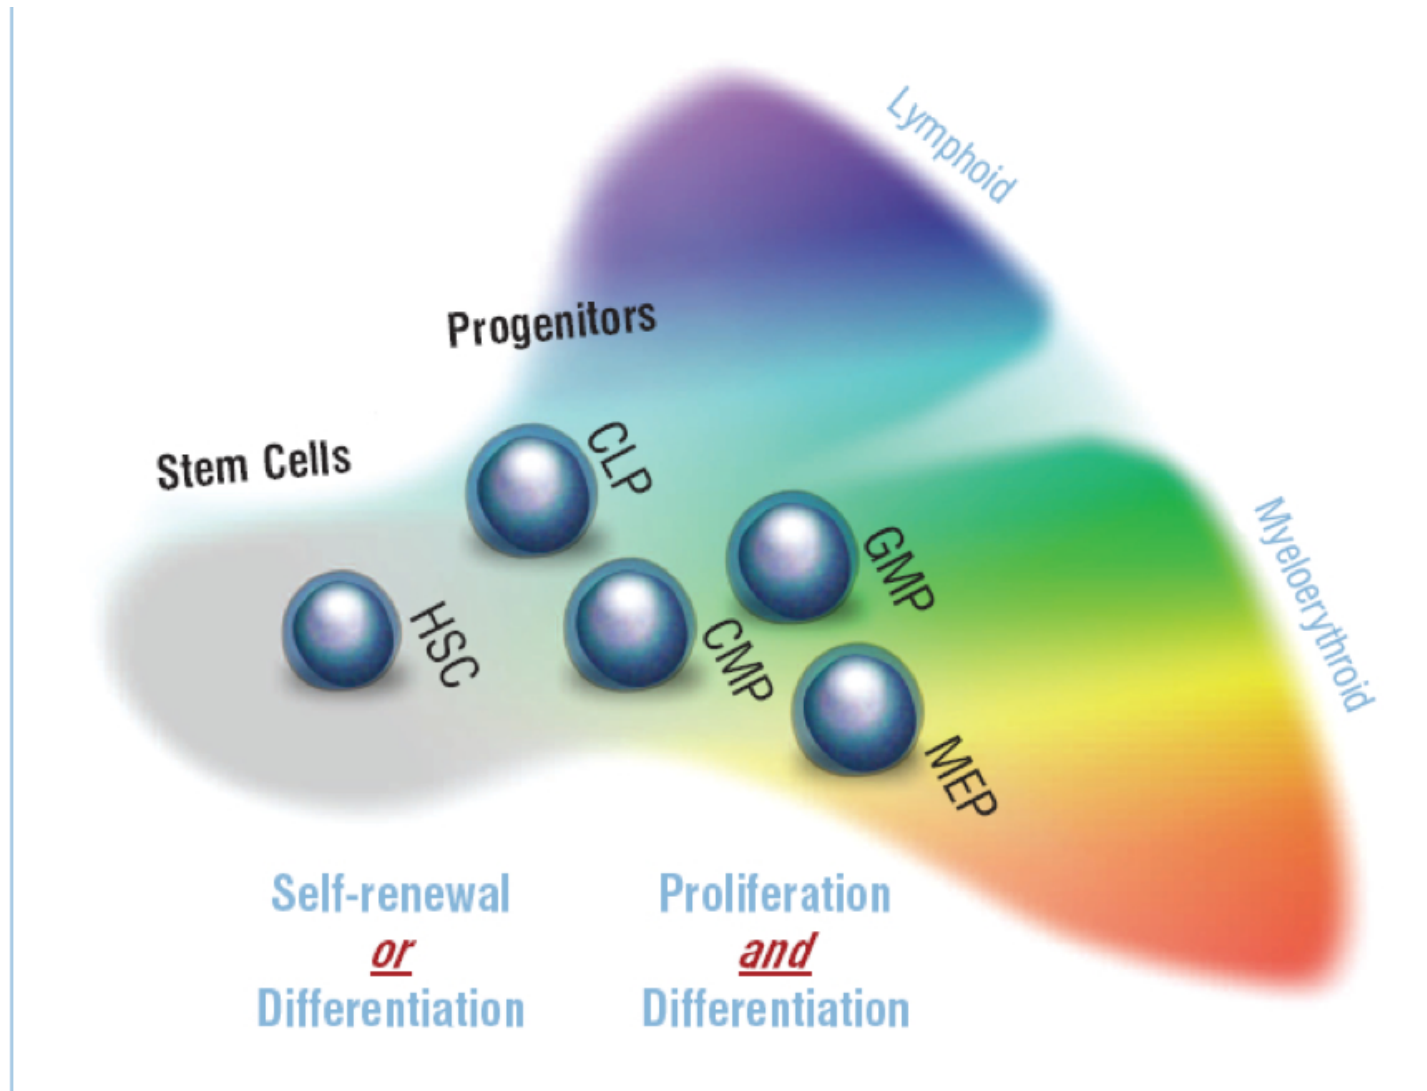 Lymphoid
Progenitors
Stem Cells
CLP
GMP
HSC
CMP
MEP
Myeloerythroid
Self-renewal
or
Differentiation
Proliferation
and
Differentiation